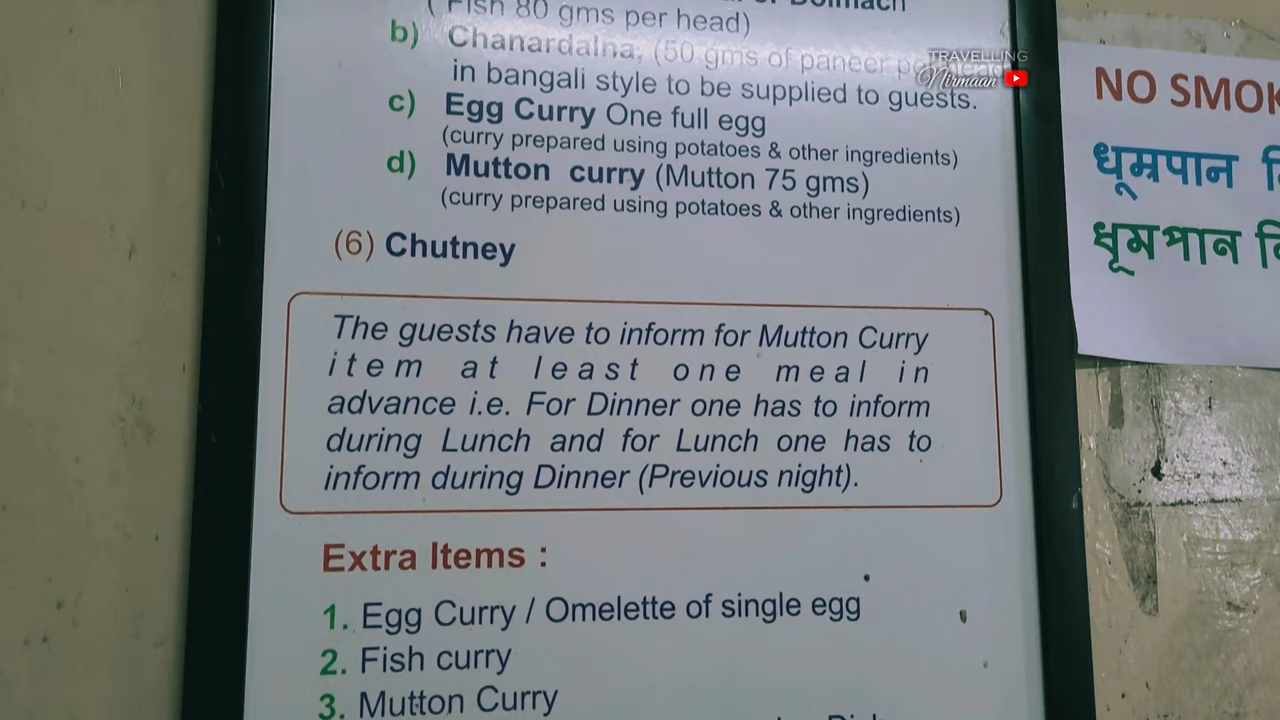 ( Fish 80 gms per head)
b) Chanardalna, (50 gms of paneer per head)
in bangali style to be supplied to guests.
c) Egg Curry One full egg
(curry prepared using potatoes & other ingredients)
d) Mutton curry (Mutton 75 gms)
(curry prepared using potatoes & other ingredients)
(6) Chutney
The guests have to inform for Mutton Curry
item at least one meal in
advance i.e. For Dinner one has to inform
during Lunch and for Lunch one has to
inform during Dinner (Previous night).
Extra Items :
1. Egg Curry / Omelette of single egg
2. Fish curry
3. Mutton Curry
TRAVELLING
Nirmaan
NO SMOK
धूम्रपान
ধূমপান